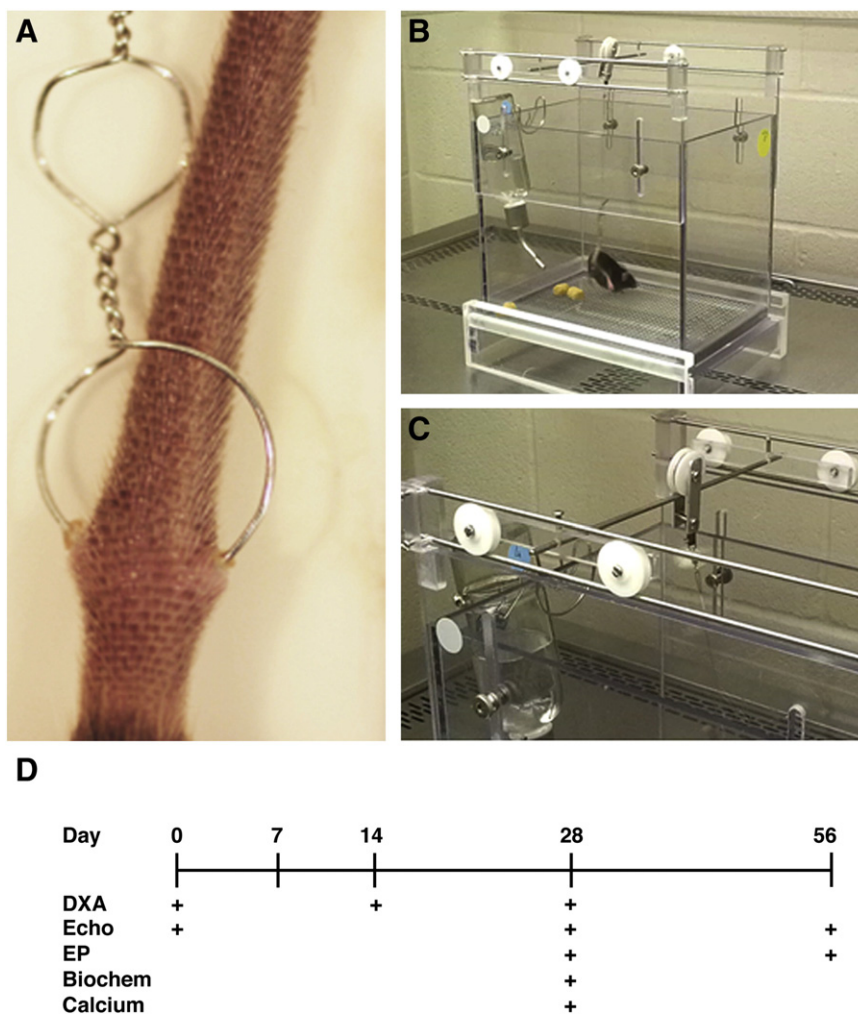 A
B
C
D
Day 0 7 14 28 56
DXA + + +
Echo + + +
EP + +
Biochem +
Calcium +